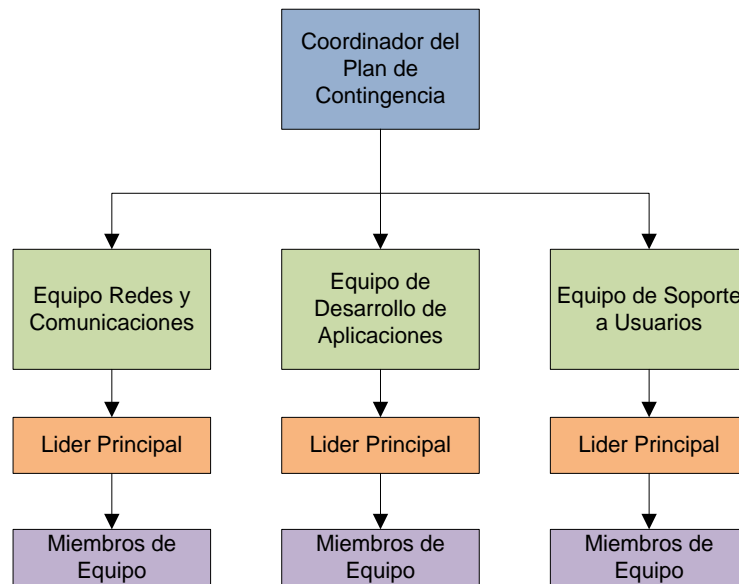 Coordinador del
Plan de
Contingencia
Equipo Redes y
Comunicaciones
Equipo de
Desarrollo de
Aplicaciones
Equipo de Soporte
a Usuarios
Lider Principal
Lider Principal
Lider Principal
Miembros de
Equipo
Miembros de
Equipo
Miembros de
Equipo